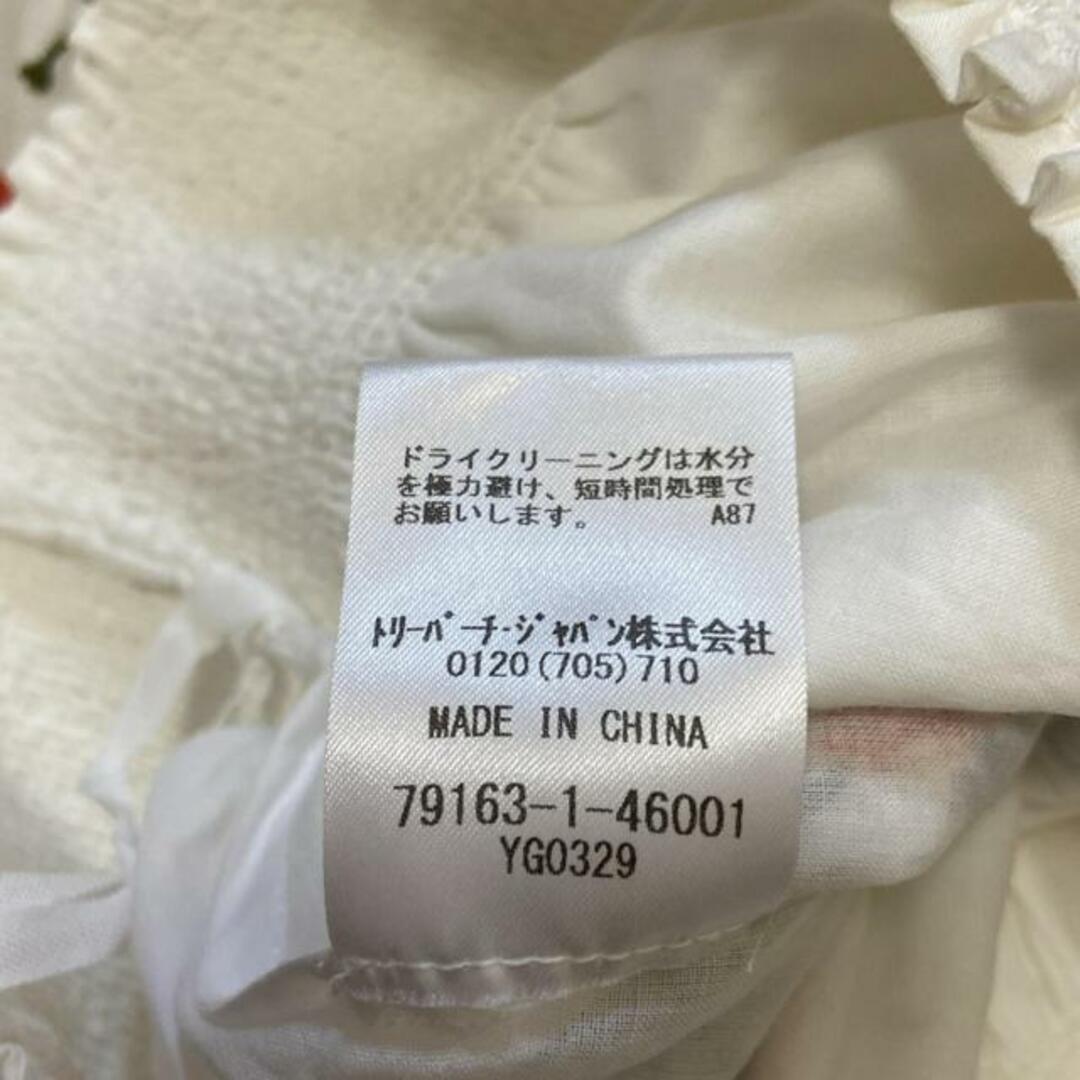 ドライクリーニングは水分
を極力避け、短時間処理で
お願いします。 A87
トリーバーチ・ジャパン株式会社
0120(705)710
MADE IN CHINA
79163-1-46001
YG0329